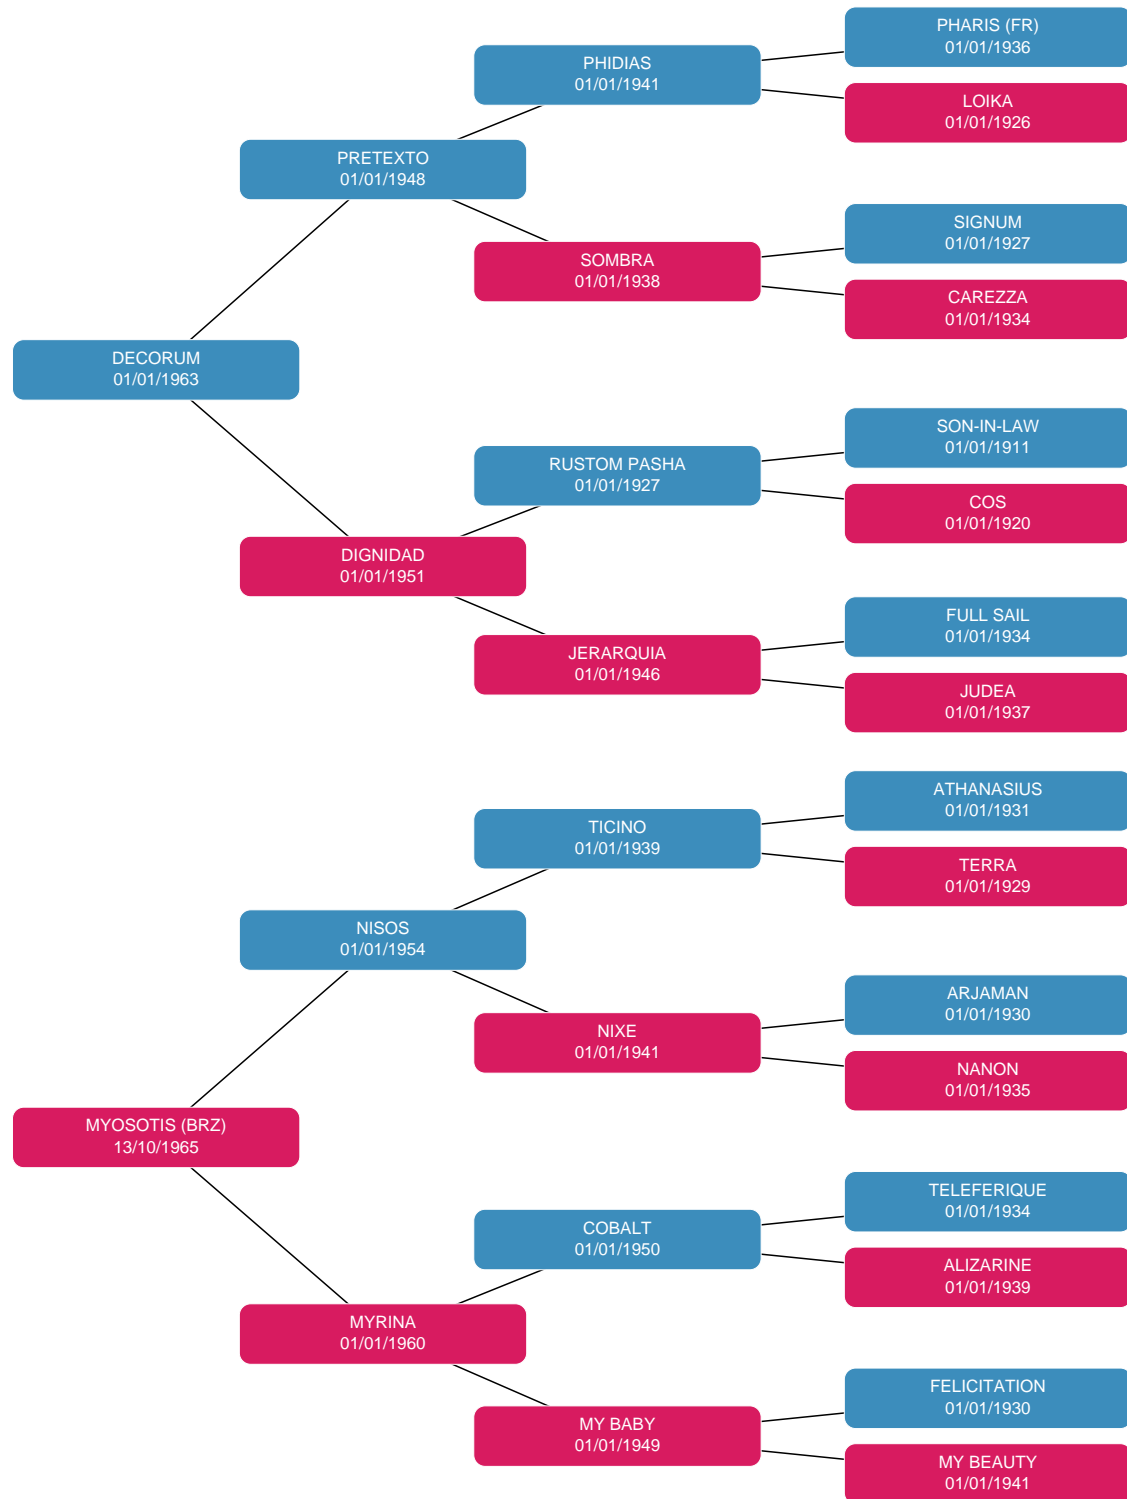 PHARIS (FR)
01/01/1936
PHIDIAS
01/01/1941
LOIKA
01/01/1926
PRETEXTO
01/01/1948
SIGNUM
01/01/1927
SOMBRA
01/01/1938
CAREZZA
01/01/1934
DECORUM
01/01/1963
SON-IN-LAW
01/01/1911
RUSTOM PASHA
01/01/1927
COS
01/01/1920
DIGNIDAD
01/01/1951
FULL SAIL
01/01/1934
JERARQUIA
01/01/1946
JUDEA
01/01/1937
ATHANASIUS
01/01/1931
TICINO
01/01/1939
TERRA
01/01/1929
NISOS
01/01/1954
ARJAMAN
01/01/1930
NIXE
01/01/1941
NANON
01/01/1935
MYOSOTIS (BRZ)
13/10/1965
TELEFERIQUE
01/01/1934
COBALT
01/01/1950
ALIZARINE
01/01/1939
MYRINA
01/01/1960
FELICITATION
01/01/1930
MY BABY
01/01/1949
MY BEAUTY
01/01/1941